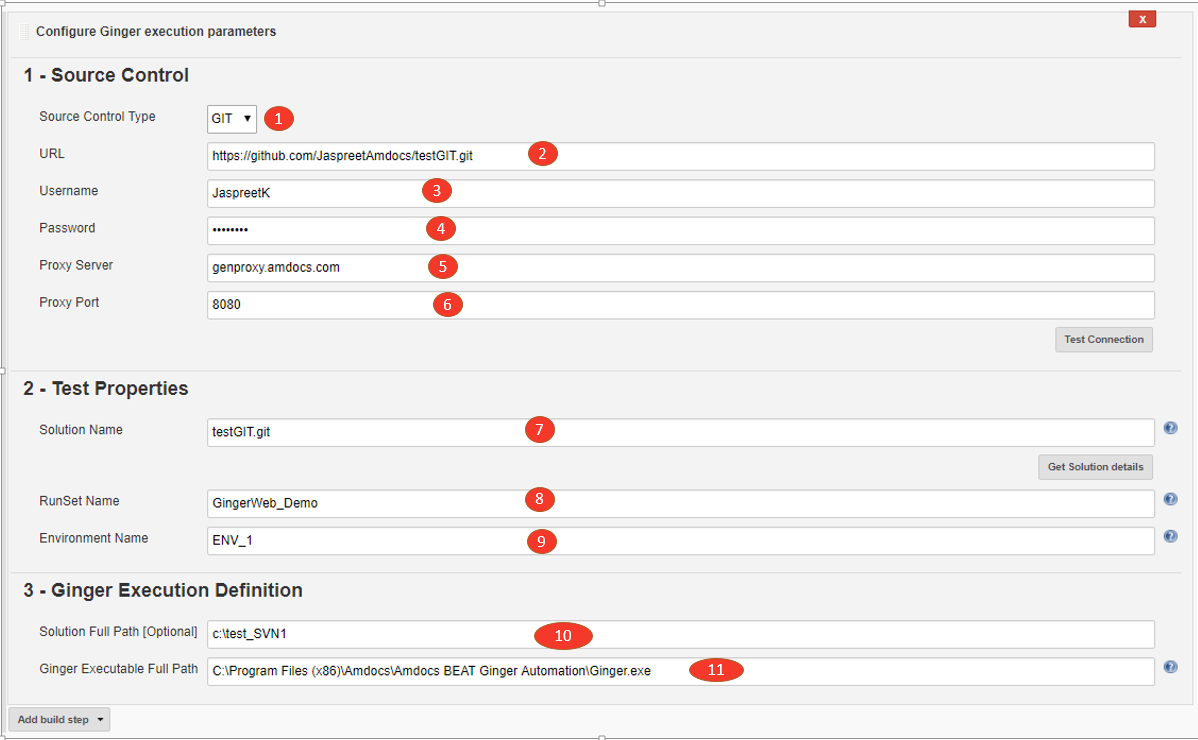 Configure Ginger execution parameters
X
1 - Source Control
Source Control Type GIT 1
URL https://github.com/JaspreetAmdocs/testGIT.git 2
Username JaspreetK 3
Password •••••••• 4
Proxy Server genproxy.amdocs.com 5
Proxy Port 8080 6
Test Connection
2 - Test Properties
Solution Name testGIT.git 7 ?
Get Solution details
RunSet Name GingerWeb_Demo 8 ?
Environment Name ENV_1 9 ?
3 - Ginger Execution Definition
Solution Full Path [Optional] c:\test_SVN1 10
Ginger Executable Full Path C:\Program Files (x86)\Amdocs\Amdocs BEAT Ginger Automation\Ginger.exe 11 ?
Add build step